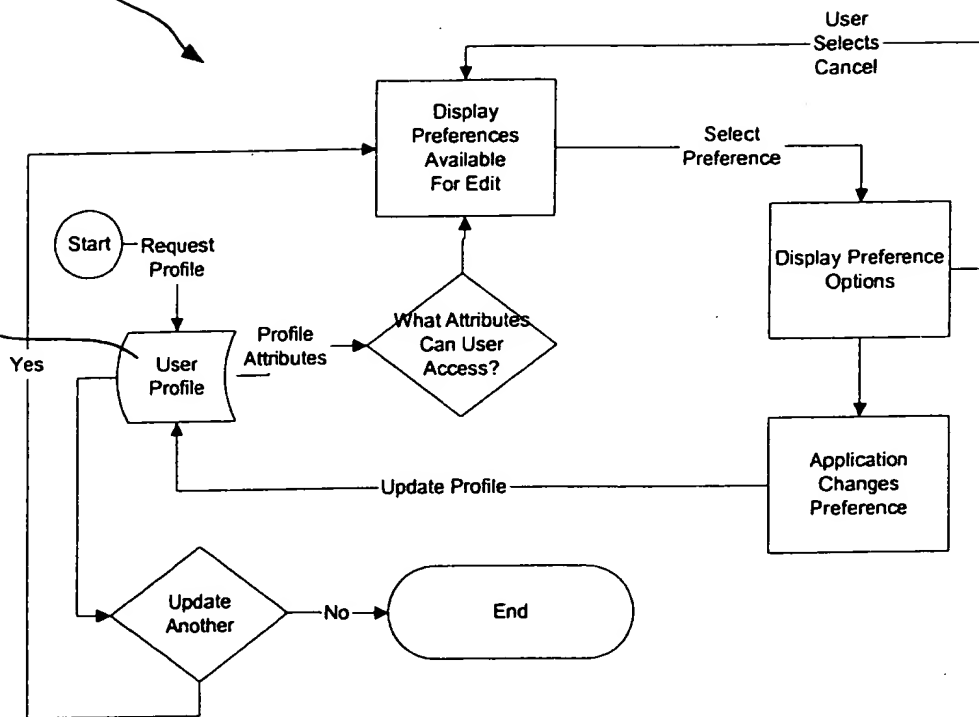 User
Selects
Cancel
Display
Preferences
Available
For Edit
Select
Preference
Start
Request
Profile
Display Preference
Options
What Attributes
Can User
Access?
Profile
Attributes
User
Profile
Yes
Application
Changes
Preference
Update Profile
Update
Another
No
End